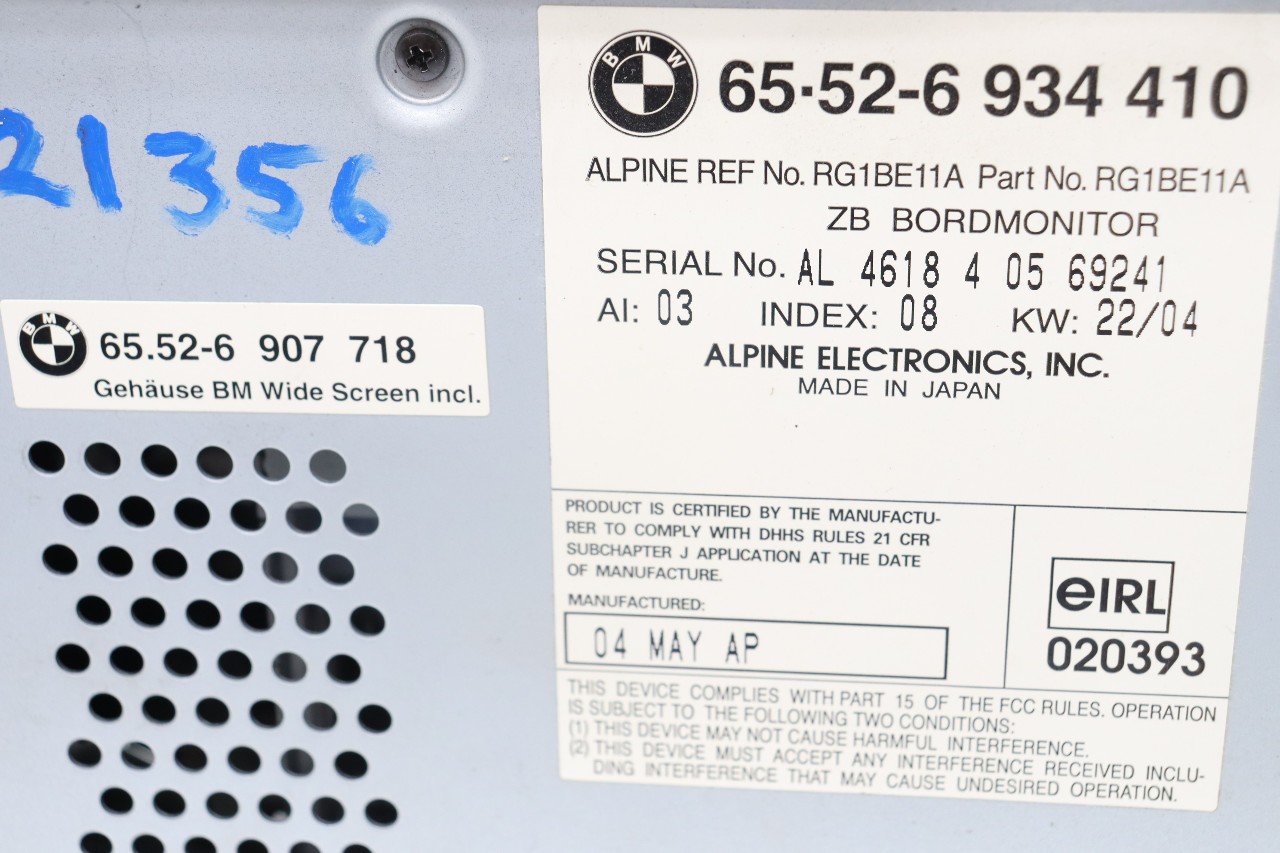 BMW 65·52-6 934 410
ALPINE REF No. RG1BE11A Part No. RG1BE11A
ZB BORDMONITOR
SERIAL No. AL 4618 4 05 69241
AI: 03 INDEX: 08 KW: 22/04
ALPINE ELECTRONICS, INC.
MADE IN JAPAN
21356
BMW 65.52-6 907 718
Gehäuse BM Wide Screen incl.
PRODUCT IS CERTIFIED BY THE MANUFACTU-
RER TO COMPLY WITH DHHS RULES 21 CFR
SUBCHAPTER J APPLICATION AT THE DATE
OF MANUFACTURE.
MANUFACTURED:
04 MAY AP
eIRL
020393
THIS DEVICE COMPLIES WITH PART 15 OF THE FCC RULES. OPERATION
IS SUBJECT TO THE FOLLOWING TWO CONDITIONS:
(1) THIS DEVICE MAY NOT CAUSE HARMFUL INTERFERENCE.
(2) THIS DEVICE MUST ACCEPT ANY INTERFERENCE RECEIVED INCLU-
DING INTERFERENCE THAT MAY CAUSE UNDESIRED OPERATION.